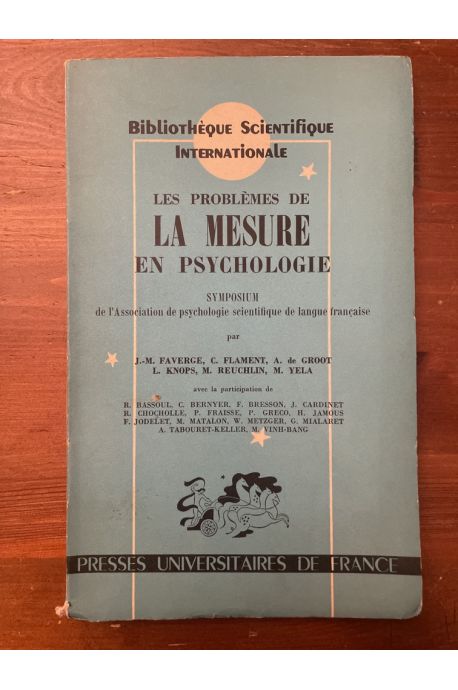 Bibliothèque Scientifique
Internationale
LES PROBLÈMES DE
LA MESURE
EN PSYCHOLOGIE
SYMPOSIUM
de l'Association de psychologie scientifique de langue française
par
J.-M. FAVERGE, C. FLAMENT, A. de GROOT
L. KNOPS, M. REUCHLIN, M. YELA
avec la participation de
R. BASSOUL, C. BERNYER, F. BRESSON, J. CARDINET
R. CHOCHOLLE, P. FRAISSE, P. GRECO, H. JAMOUS
F. JODELET, M. MATALON, W. METZGER, G. MIALARET
A. TABOURET-KELLER, M. VINH-BANG
PRESSES UNIVERSITAIRES DE FRANCE